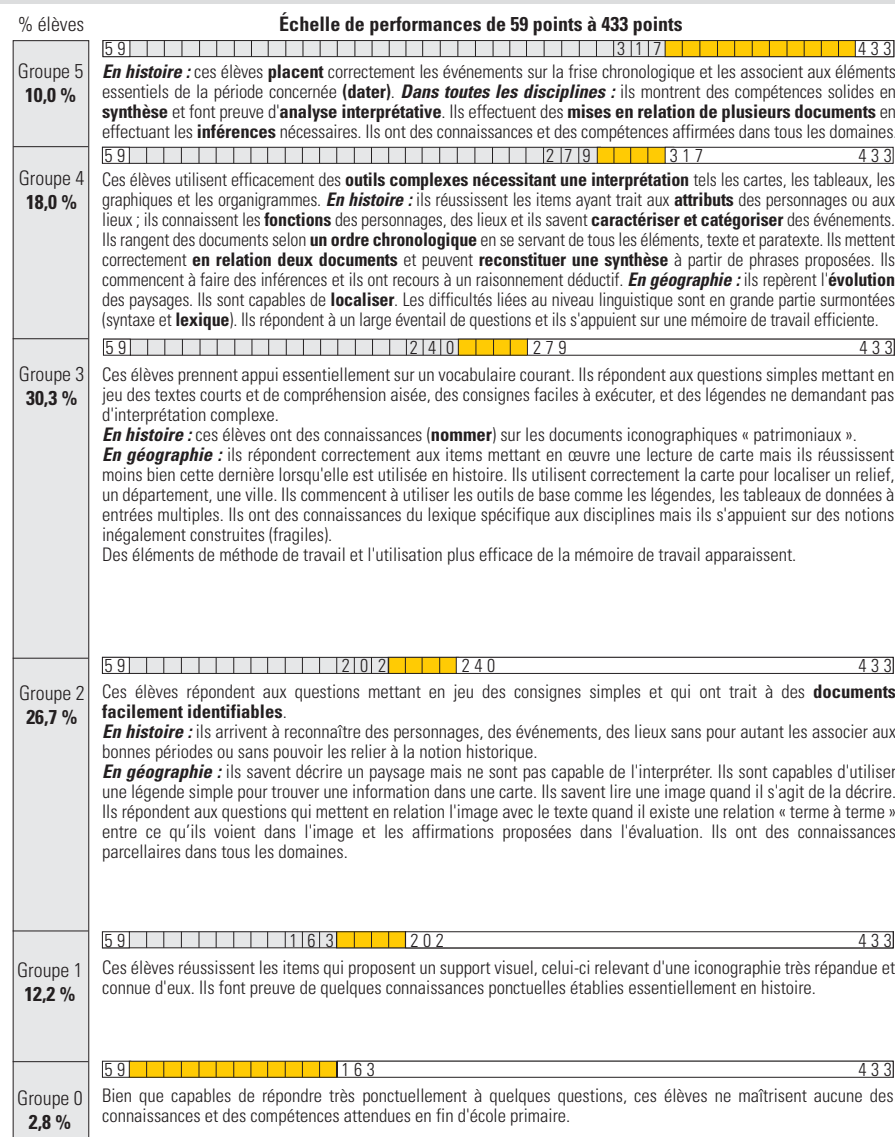 % élèves
Échelle de performances de 59 points à 433 points
59 317 433
Groupe 5
10,0 %
En histoire : ces élèves placent correctement les événements sur la frise chronologique et les associent aux éléments
essentiels de la période concernée (dater). Dans toutes les disciplines : ils montrent des compétences solides en
synthèse et font preuve d'analyse interprétative. Ils effectuent des mises en relation de plusieurs documents en
effectuant les inférences nécessaires. Ils ont des connaissances et des compétences affirmées dans tous les domaines.
59 279 317 433
Groupe 4
18,0 %
Ces élèves utilisent efficacement des outils complexes nécessitant une interprétation tels les cartes, les tableaux, les
graphiques et les organigrammes. En histoire : ils réussissent les items ayant trait aux attributs des personnages ou aux
lieux ; ils connaissent les fonctions des personnages, des lieux et ils savent caractériser et catégoriser des événements.
Ils rangent des documents selon un ordre chronologique en se servant de tous les éléments, texte et paratexte. Ils mettent
correctement en relation deux documents et peuvent reconstituer une synthèse à partir de phrases proposées. Ils
commencent à faire des inférences et ils ont recours à un raisonnement déductif. En géographie : ils repèrent l'évolution
des paysages. Ils sont capables de localiser. Les difficultés liées au niveau linguistique sont en grande partie surmontées
(syntaxe et lexique). Ils répondent à un large éventail de questions et ils s'appuient sur une mémoire de travail efficiente.
59 240 279 433
Groupe 3
30,3 %
Ces élèves prennent appui essentiellement sur un vocabulaire courant. Ils répondent aux questions simples mettant en
jeu des textes courts et de compréhension aisée, des consignes faciles à exécuter, et des légendes ne demandant pas
d'interprétation complexe.
En histoire : ces élèves ont des connaissances (nommer) sur les documents iconographiques « patrimoniaux ».
En géographie : ils répondent correctement aux items mettant en œuvre une lecture de carte mais ils réussissent
moins bien cette dernière lorsqu'elle est utilisée en histoire. Ils utilisent correctement la carte pour localiser un relief,
un département, une ville. Ils commencent à utiliser les outils de base comme les légendes, les tableaux de données à
entrées multiples. Ils ont des connaissances du lexique spécifique aux disciplines mais ils s'appuient sur des notions
inégalement construites (fragiles).
Des éléments de méthode de travail et l'utilisation plus efficace de la mémoire de travail apparaissent.
59 202 240 433
Groupe 2
26,7 %
Ces élèves répondent aux questions mettant en jeu des consignes simples et qui ont trait à des documents
facilement identifiables.
En histoire : ils arrivent à reconnaître des personnages, des événements, des lieux sans pour autant les associer aux
bonnes périodes ou sans pouvoir les relier à la notion historique.
En géographie : ils savent décrire un paysage mais ne sont pas capable de l'interpréter. Ils sont capables d'utiliser
une légende simple pour trouver une information dans une carte. Ils savent lire une image quand il s'agit de la décrire.
Ils répondent aux questions qui mettent en relation l'image avec le texte quand il existe une relation « terme à terme »
entre ce qu'ils voient dans l'image et les affirmations proposées dans l'évaluation. Ils ont des connaissances
parcellaires dans tous les domaines.
59 163 202 433
Groupe 1
12,2 %
Ces élèves réussissent les items qui proposent un support visuel, celui-ci relevant d'une iconographie très répandue et
connue d'eux. Ils font preuve de quelques connaissances ponctuelles établies essentiellement en histoire.
59 163 433
Groupe 0
2,8 %
Bien que capables de répondre très ponctuellement à quelques questions, ces élèves ne maîtrisent aucune des
connaissances et des compétences attendues en fin d'école primaire.